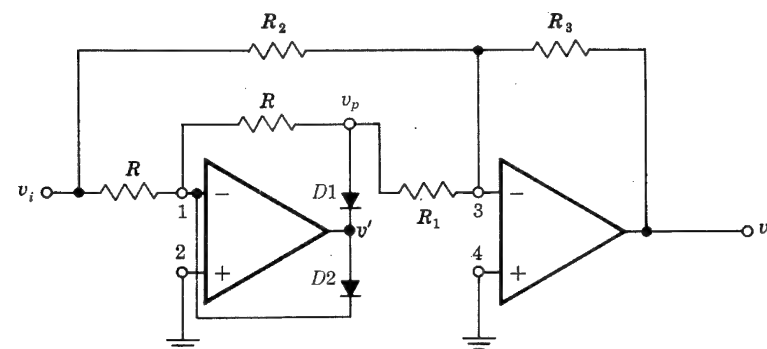 R₂
R₃
R
vₚ
R
D1
vᵢ
1
−
R₁
3
−
v′
v
2
4
+
D2
+